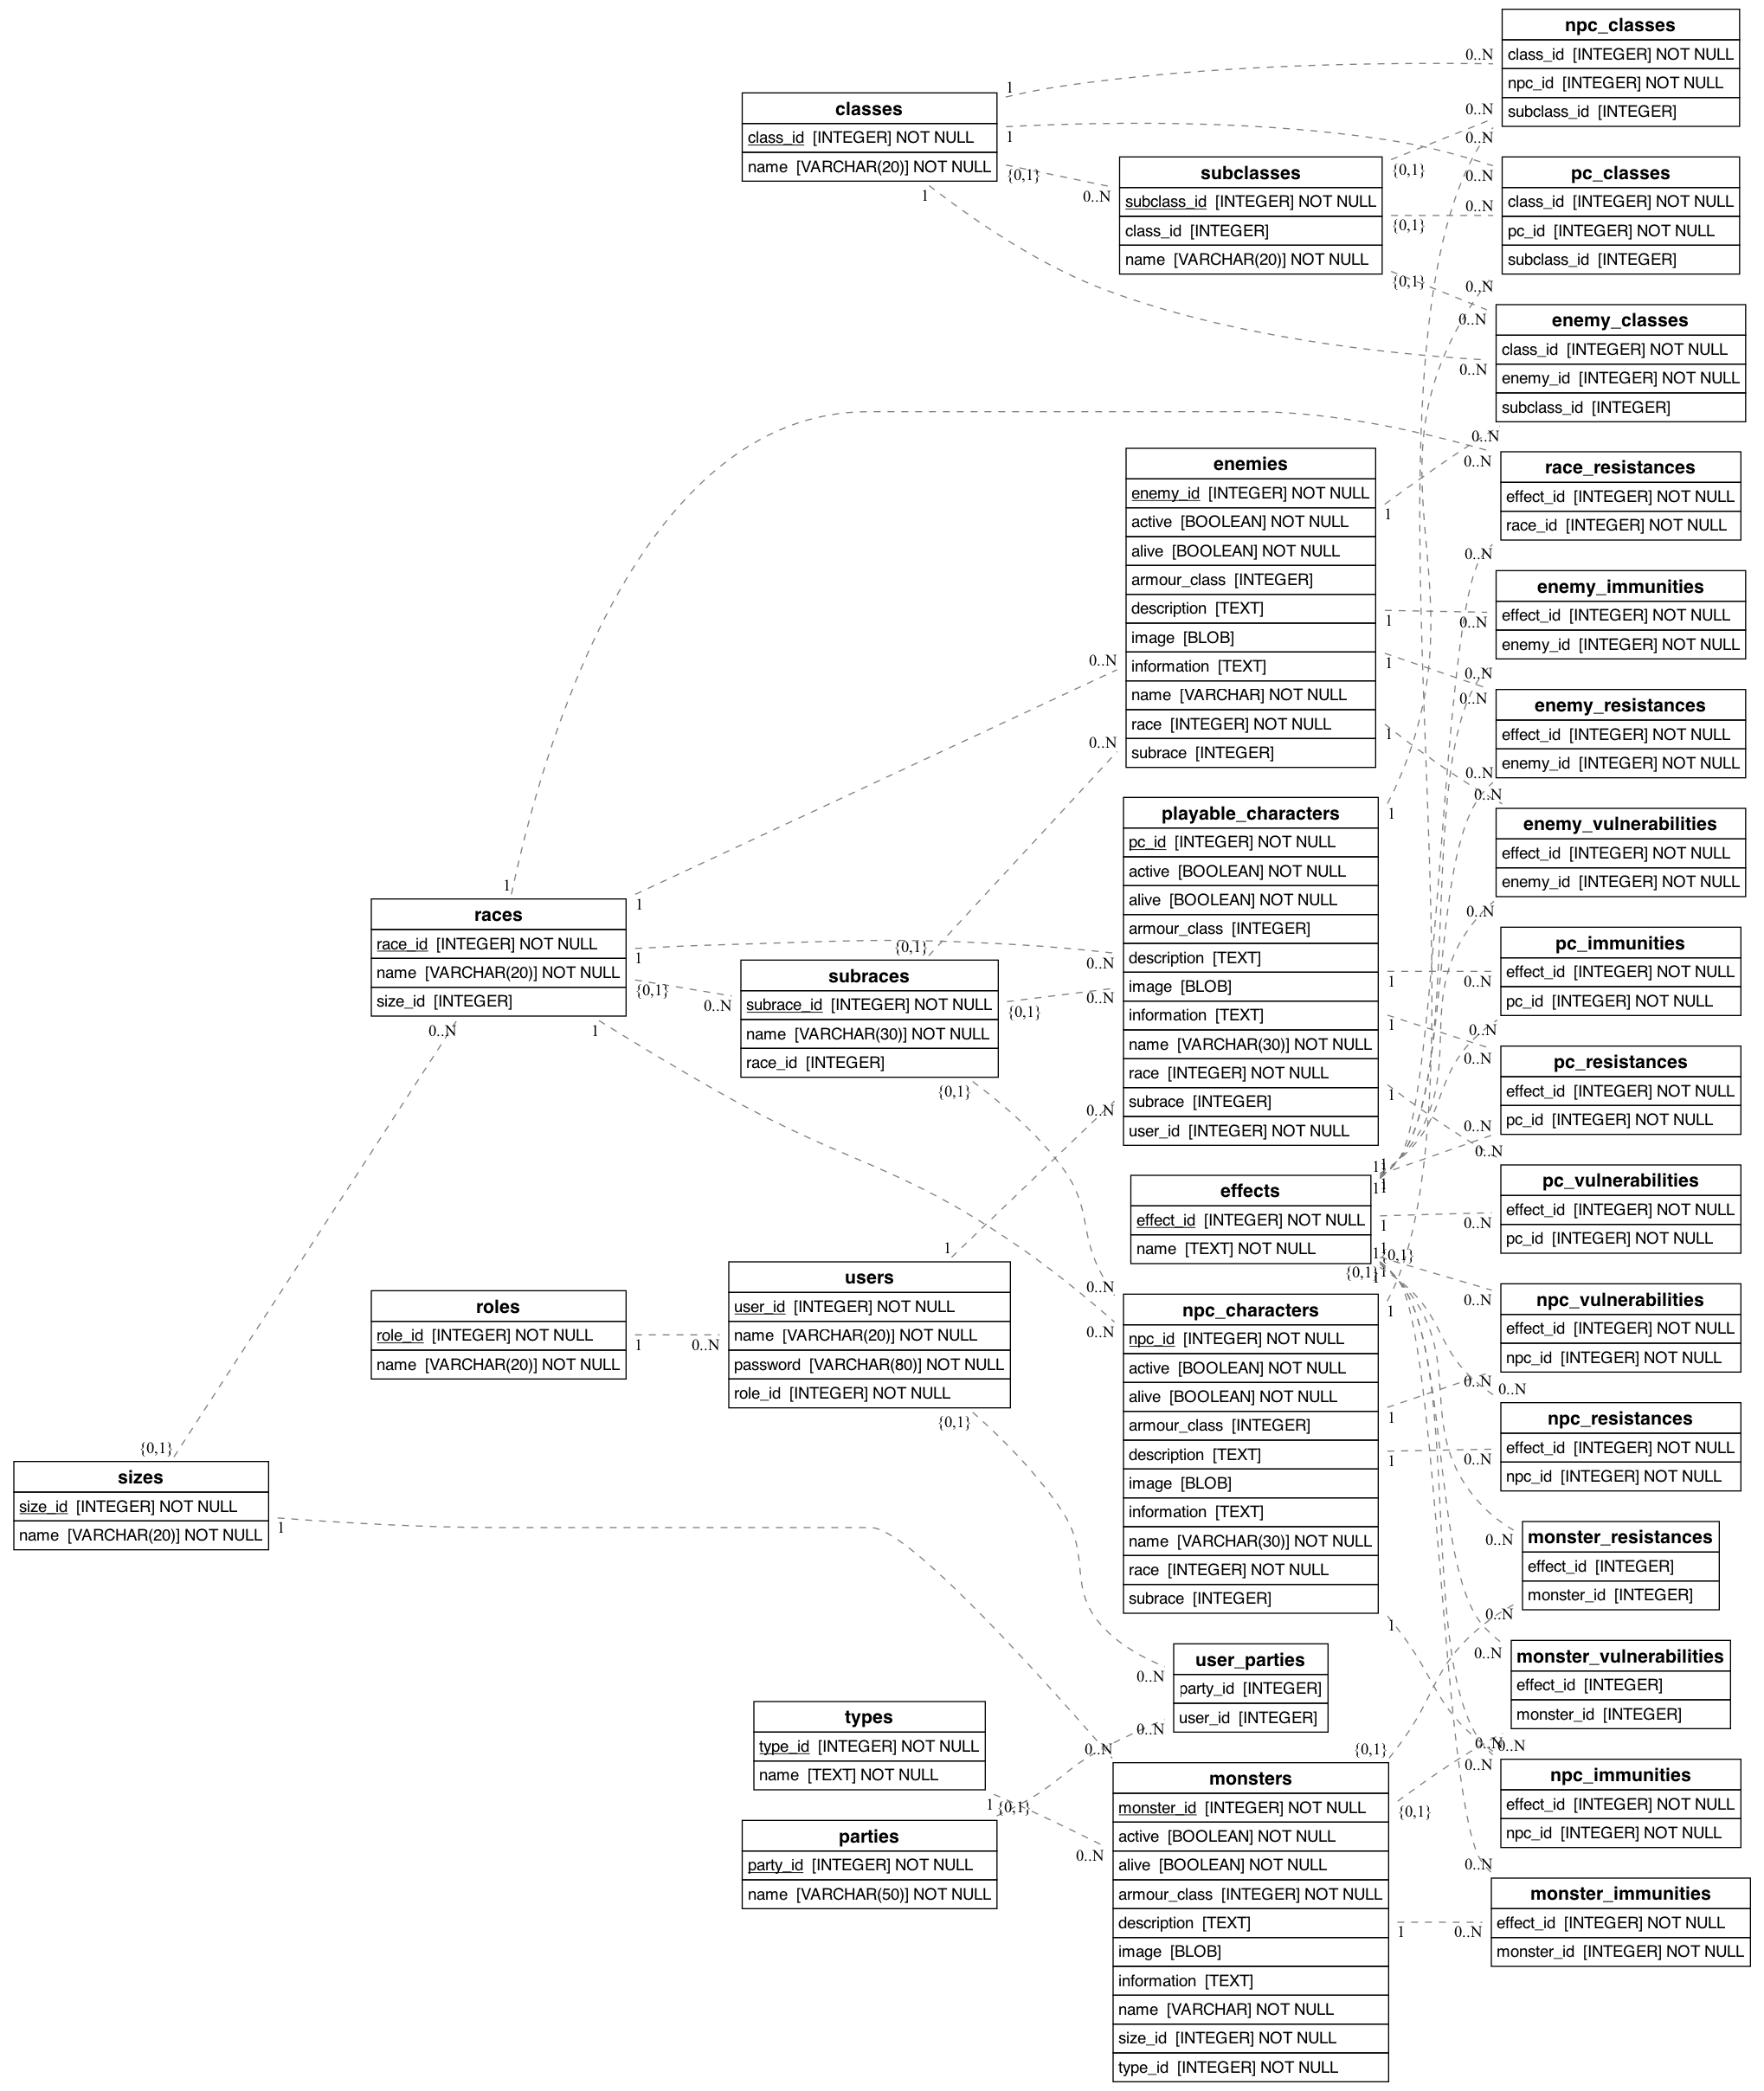 npc_classes
class_id [INTEGER] NOT NULL
npc_id [INTEGER] NOT NULL
subclass_id [INTEGER]
classes
class_id [INTEGER] NOT NULL
name [VARCHAR(20)] NOT NULL
subclasses
subclass_id [INTEGER] NOT NULL
class_id [INTEGER]
name [VARCHAR(20)] NOT NULL
pc_classes
class_id [INTEGER] NOT NULL
pc_id [INTEGER] NOT NULL
subclass_id [INTEGER]
enemy_classes
class_id [INTEGER] NOT NULL
enemy_id [INTEGER] NOT NULL
subclass_id [INTEGER]
enemies
enemy_id [INTEGER] NOT NULL
active [BOOLEAN] NOT NULL
alive [BOOLEAN] NOT NULL
armour_class [INTEGER]
description [TEXT]
image [BLOB]
information [TEXT]
name [VARCHAR] NOT NULL
race [INTEGER] NOT NULL
subrace [INTEGER]
race_resistances
effect_id [INTEGER] NOT NULL
race_id [INTEGER] NOT NULL
enemy_immunities
effect_id [INTEGER] NOT NULL
enemy_id [INTEGER] NOT NULL
enemy_resistances
effect_id [INTEGER] NOT NULL
enemy_id [INTEGER] NOT NULL
enemy_vulnerabilities
effect_id [INTEGER] NOT NULL
enemy_id [INTEGER] NOT NULL
playable_characters
pc_id [INTEGER] NOT NULL
active [BOOLEAN] NOT NULL
alive [BOOLEAN] NOT NULL
armour_class [INTEGER]
description [TEXT]
image [BLOB]
information [TEXT]
name [VARCHAR(30)] NOT NULL
race [INTEGER] NOT NULL
subrace [INTEGER]
user_id [INTEGER] NOT NULL
races
race_id [INTEGER] NOT NULL
name [VARCHAR(20)] NOT NULL
size_id [INTEGER]
subraces
subrace_id [INTEGER] NOT NULL
name [VARCHAR(30)] NOT NULL
race_id [INTEGER]
pc_immunities
effect_id [INTEGER] NOT NULL
pc_id [INTEGER] NOT NULL
pc_resistances
effect_id [INTEGER] NOT NULL
pc_id [INTEGER] NOT NULL
pc_vulnerabilities
effect_id [INTEGER] NOT NULL
pc_id [INTEGER] NOT NULL
effects
effect_id [INTEGER] NOT NULL
name [TEXT] NOT NULL
users
user_id [INTEGER] NOT NULL
name [VARCHAR(20)] NOT NULL
password [VARCHAR(80)] NOT NULL
role_id [INTEGER] NOT NULL
roles
role_id [INTEGER] NOT NULL
name [VARCHAR(20)] NOT NULL
npc_characters
npc_id [INTEGER] NOT NULL
active [BOOLEAN] NOT NULL
alive [BOOLEAN] NOT NULL
armour_class [INTEGER]
description [TEXT]
image [BLOB]
information [TEXT]
name [VARCHAR(30)] NOT NULL
race [INTEGER] NOT NULL
subrace [INTEGER]
npc_vulnerabilities
effect_id [INTEGER] NOT NULL
npc_id [INTEGER] NOT NULL
npc_resistances
effect_id [INTEGER] NOT NULL
npc_id [INTEGER] NOT NULL
sizes
size_id [INTEGER] NOT NULL
name [VARCHAR(20)] NOT NULL
monster_resistances
effect_id [INTEGER]
monster_id [INTEGER]
user_parties
party_id [INTEGER]
user_id [INTEGER]
monster_vulnerabilities
effect_id [INTEGER]
monster_id [INTEGER]
types
type_id [INTEGER] NOT NULL
name [TEXT] NOT NULL
parties
party_id [INTEGER] NOT NULL
name [VARCHAR(50)] NOT NULL
monsters
monster_id [INTEGER] NOT NULL
active [BOOLEAN] NOT NULL
alive [BOOLEAN] NOT NULL
armour_class [INTEGER] NOT NULL
description [TEXT]
image [BLOB]
information [TEXT]
name [VARCHAR] NOT NULL
size_id [INTEGER] NOT NULL
type_id [INTEGER] NOT NULL
npc_immunities
effect_id [INTEGER] NOT NULL
npc_id [INTEGER] NOT NULL
monster_immunities
effect_id [INTEGER] NOT NULL
monster_id [INTEGER] NOT NULL